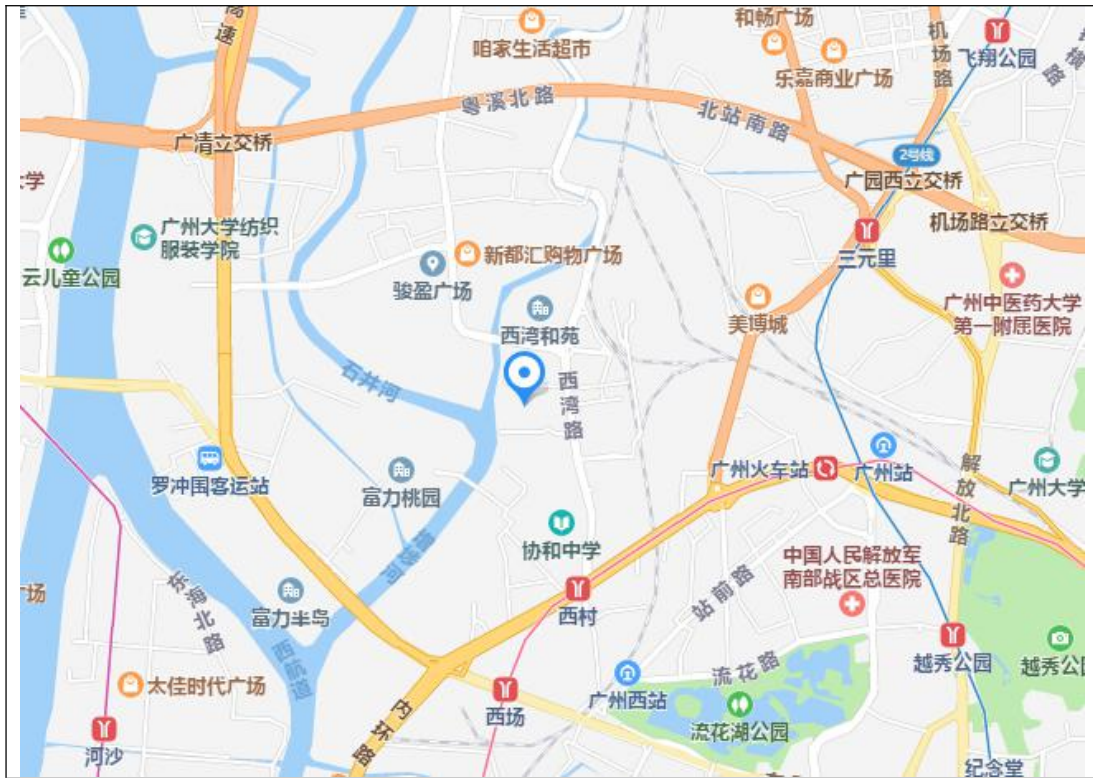 高速
咱家生活超市
和畅广场
乐嘉商业广场
机场路
飞翔公园
粤溪北路
北站南路
广清立交桥
2号线
广园西立交桥
机场路立交桥
大学
广州大学纺织
服装学院
云儿童公园
新都汇购物广场
骏盈广场
三元里
广州中医药大学
第一附属医院
美博城
西湾和苑
石井河
西湾路
罗冲围客运站
富力桃园
广州火车站
广州站
解放北路
广州大学
协和中学
中国人民解放军
南部战区总医院
站前路
广场
东海北路
富力半岛
西航道
西村
流花路
越秀公园
越秀公
太佳时代广场
西场
广州西站
流花湖公园
内环路
河沙
纪念堂